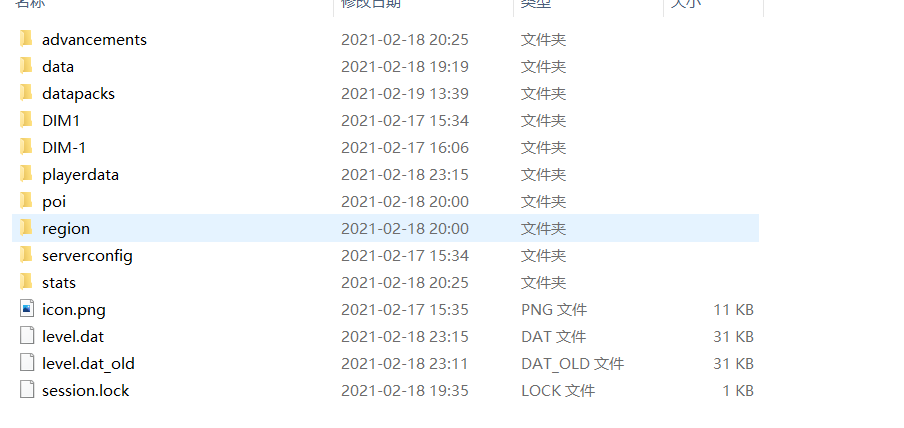 名称 修改日期 类型 大小
advancements 2021-02-18 20:25 文件夹
data 2021-02-18 19:19 文件夹
datapacks 2021-02-19 13:39 文件夹
DIM1 2021-02-17 15:34 文件夹
DIM-1 2021-02-17 16:06 文件夹
playerdata 2021-02-18 23:15 文件夹
poi 2021-02-18 20:00 文件夹
region 2021-02-18 20:00 文件夹
serverconfig 2021-02-17 15:34 文件夹
stats 2021-02-18 20:25 文件夹
icon.png 2021-02-17 15:35 PNG 文件 11 KB
level.dat 2021-02-18 23:15 DAT 文件 31 KB
level.dat_old 2021-02-18 23:11 DAT_OLD 文件 31 KB
session.lock 2021-02-18 19:35 LOCK 文件 1 KB